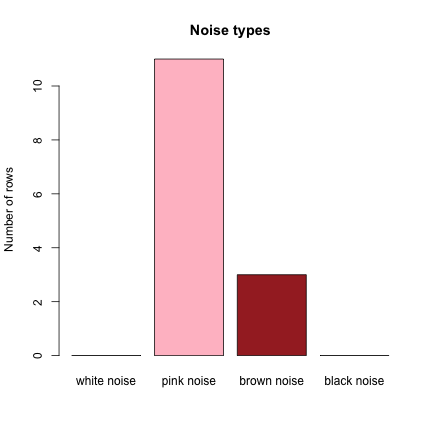 Noise types
Number of rows
10
8
6
4
2
0
white noise
pink noise
brown noise
black noise